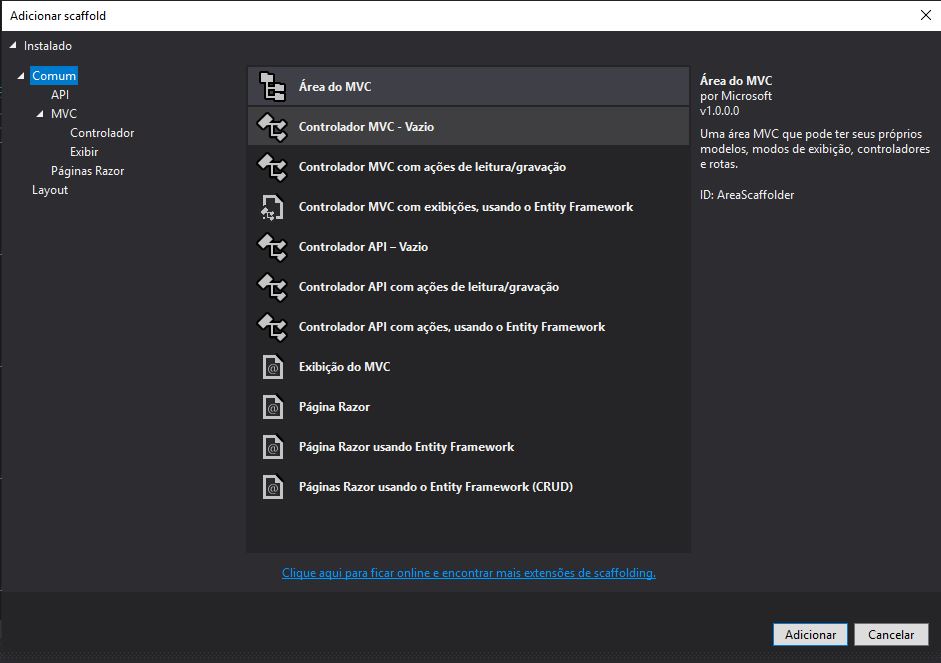 Adicionar scaffold
Instalado
Comum
API
MVC
Controlador
Exibir
Páginas Razor
Layout
Área do MVC
Controlador MVC - Vazio
Controlador MVC com ações de leitura/gravação
Controlador MVC com exibições, usando o Entity Framework
Controlador API – Vazio
Controlador API com ações de leitura/gravação
Controlador API com ações, usando o Entity Framework
Exibição do MVC
Página Razor
Página Razor usando Entity Framework
Páginas Razor usando o Entity Framework (CRUD)
Clique aqui para ficar online e encontrar mais extensões de scaffolding.
Área do MVC
por Microsoft
v1.0.0.0
Uma área MVC que pode ter seus próprios
modelos, modos de exibição, controladores
e rotas.
ID: AreaScaffolder
Adicionar
Cancelar